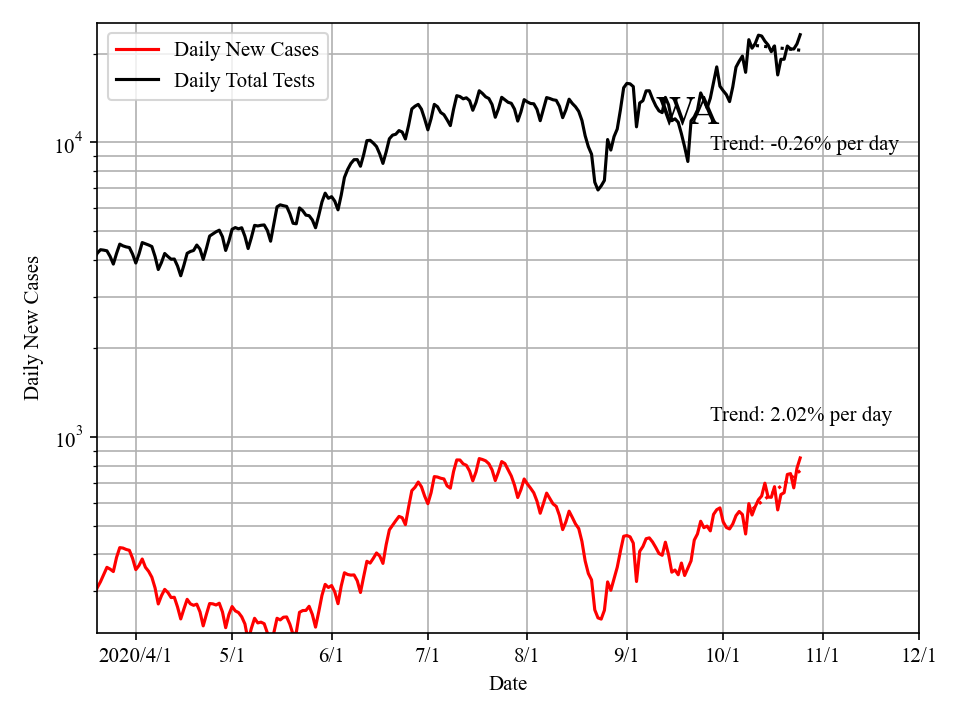 Daily New Cases
Daily Total Tests
WA
10^4
Trend: -0.26% per day
Daily New Cases
Trend: 2.02% per day
10^3
2020/4/1 5/1 6/1 7/1 8/1 9/1 10/1 11/1 12/1
Date